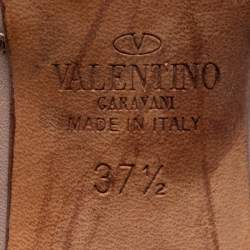 VALENTINO
GARAVANI
MADE IN ITALY
37½